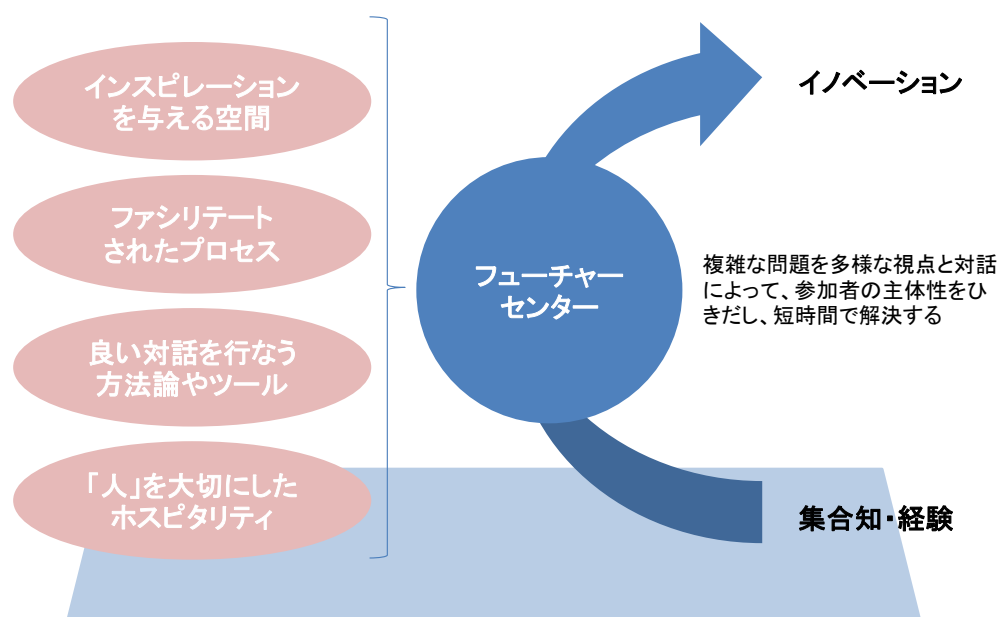 インスピレーション
を与える空間
ファシリテート
されたプロセス
良い対話を行なう
方法論やツール
「人」を大切にした
ホスピタリティ
フューチャー
センター
イノベーション
複雑な問題を多様な視点と対話
によって、参加者の主体性をひ
きだし、短時間で解決する
集合知・経験